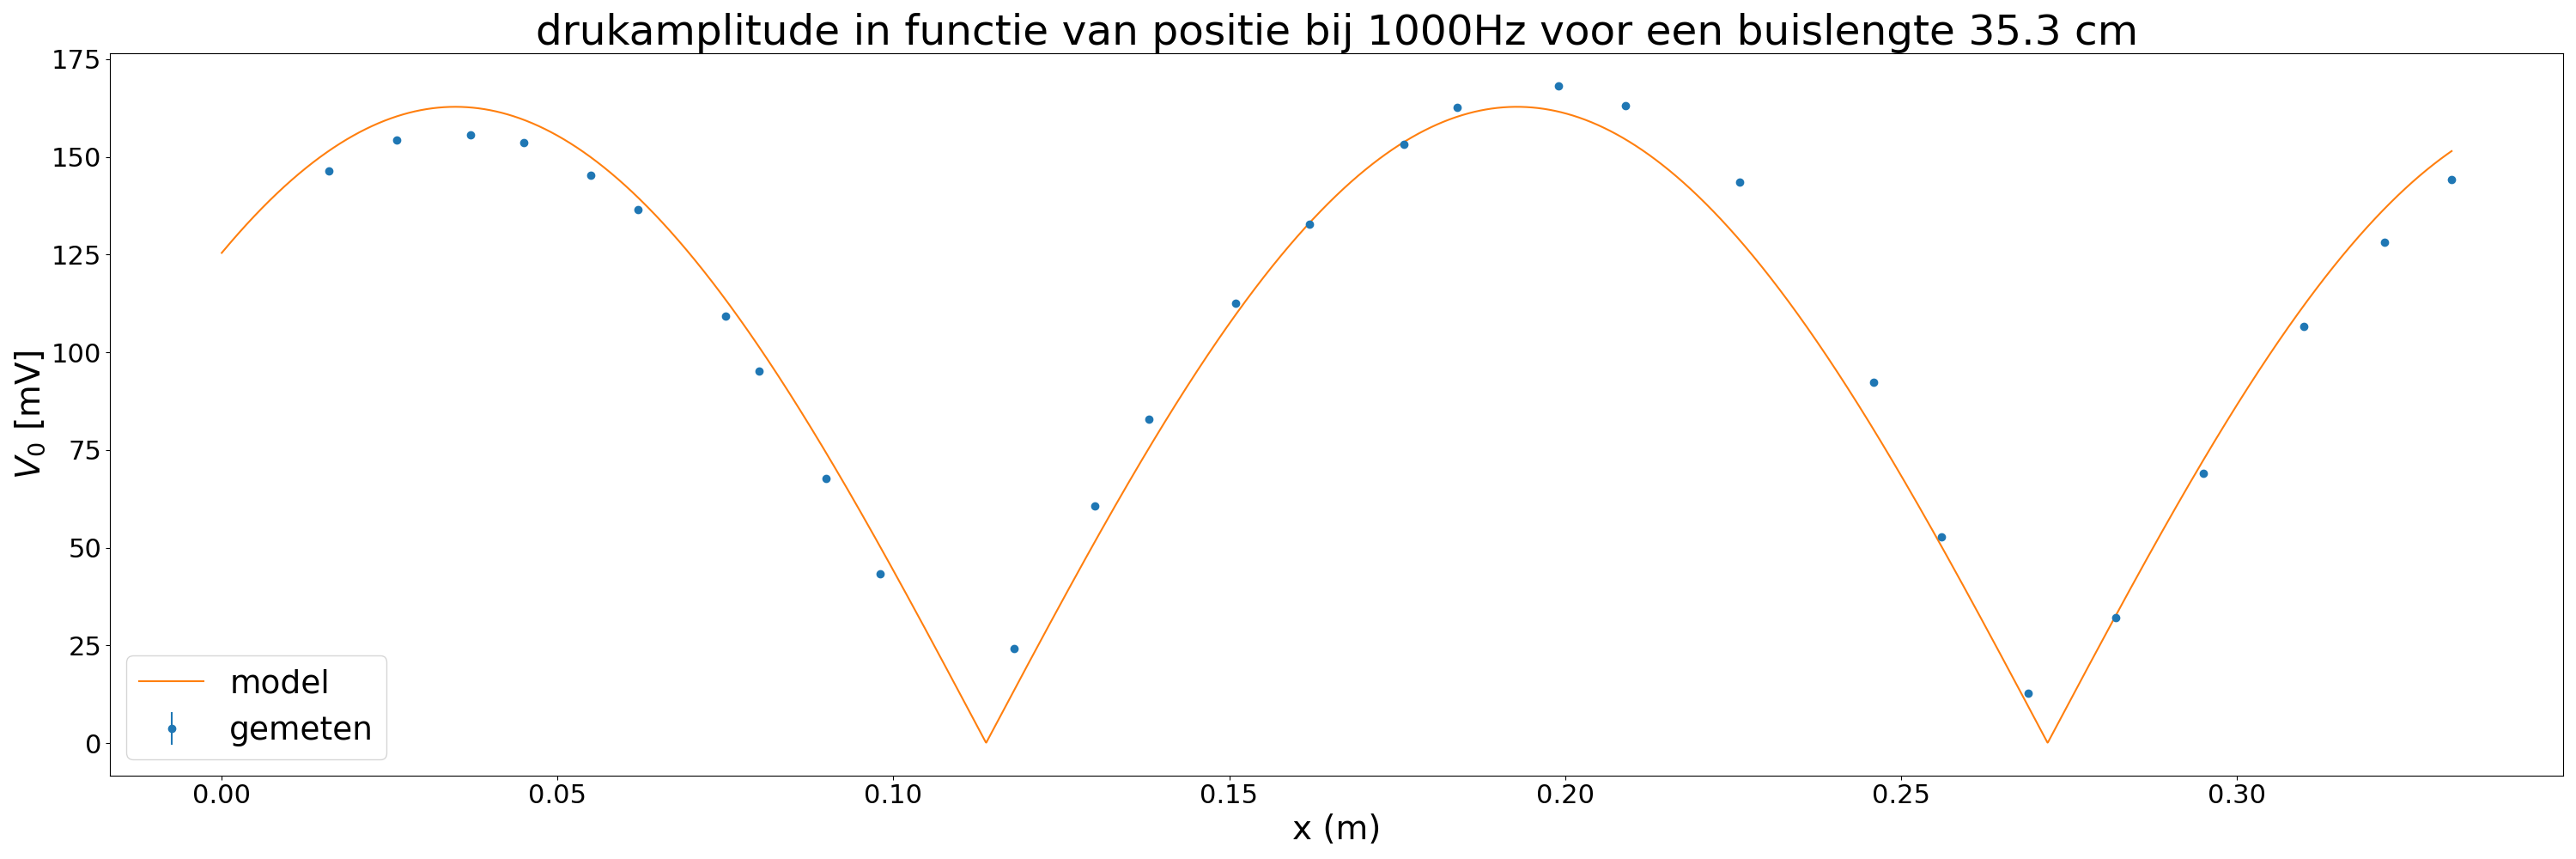 drukamplitude in functie van positie bij 1000Hz voor een buislengte 35.3 cm
175
150
125
100
75
50
25
0
V₀ [mV]
model
gemeten
0.00 0.05 0.10 0.15 0.20 0.25 0.30
x (m)